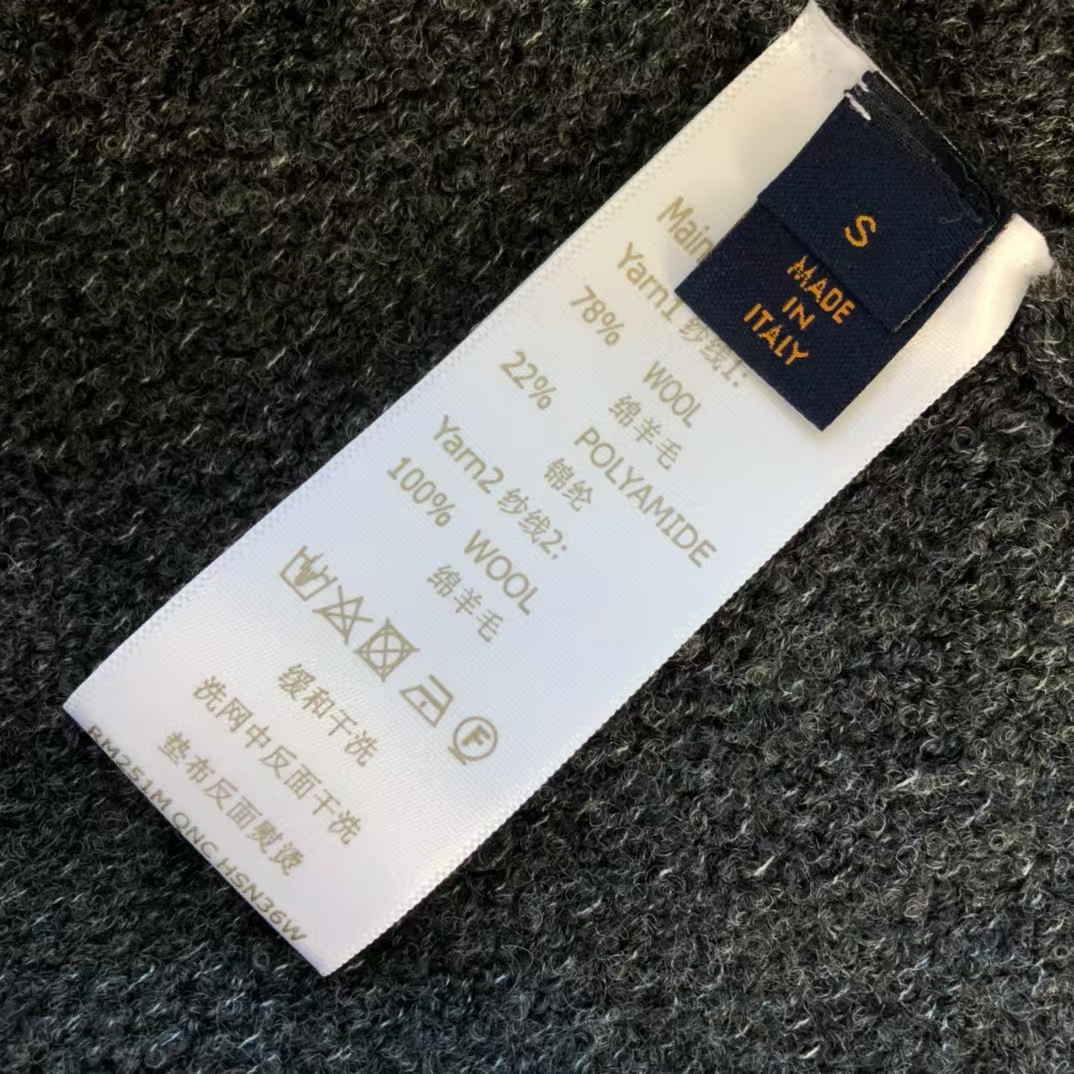 S
MADE
IN
ITALY
Main
Yarn1 纱线1:
78% WOOL
绵羊毛
22% POLYAMIDE
锦纶
Yarn2 纱线2:
100% WOOL
绵羊毛
F
缓和干洗
洗网中反面干洗
垫布反面熨烫
RM251M QNC HSN36W